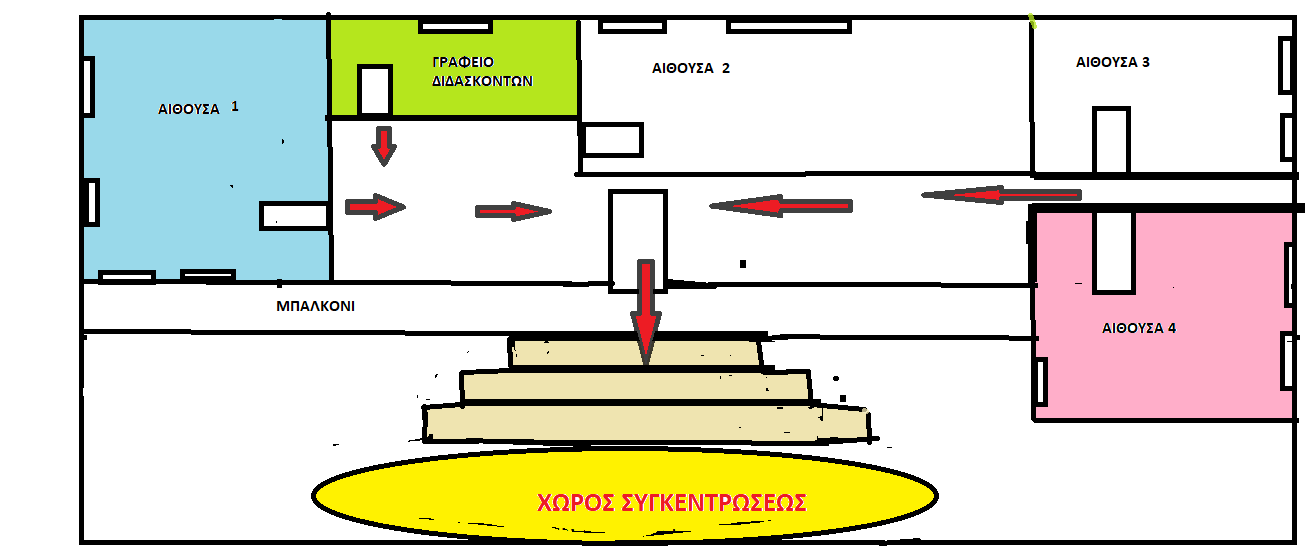 ΑΙΘΟΥΣΑ 1
ΓΡΑΦΕΙΟ
ΔΙΔΑΣΚΟΝΤΩΝ
ΑΙΘΟΥΣΑ 2
ΑΙΘΟΥΣΑ 3
ΜΠΑΛΚΟΝΙ
ΑΙΘΟΥΣΑ 4
ΧΩΡΟΣ ΣΥΓΚΕΝΤΡΩΣΕΩΣ